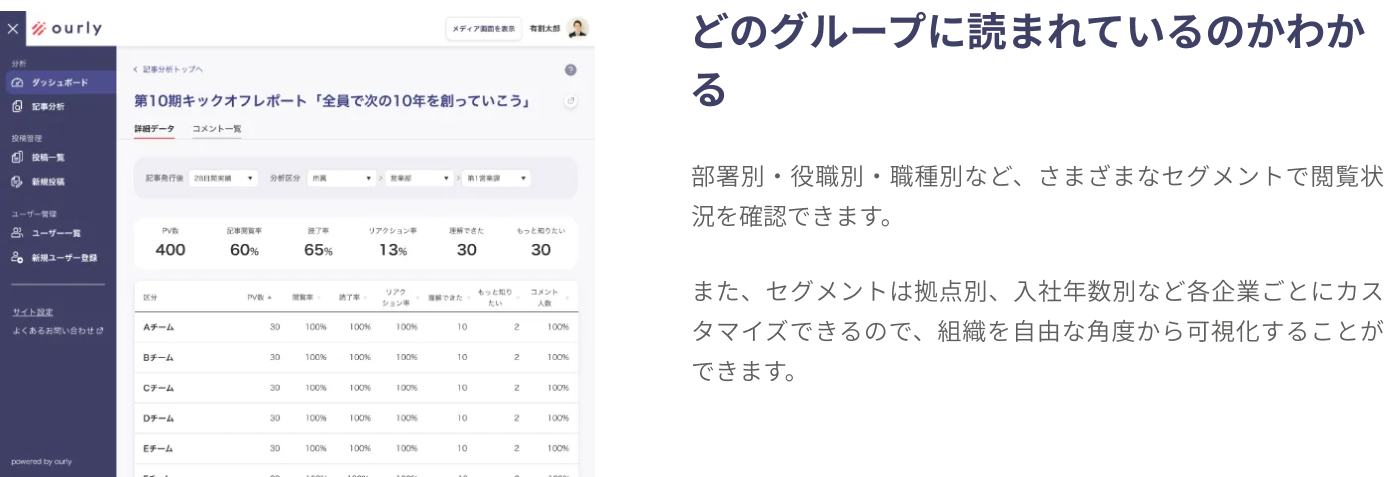 ourly
メディア画面を表示
有割太郎
分析
ダッシュボード
記事分析
投稿管理
投稿一覧
新規投稿
ユーザー管理
ユーザー一覧
新規ユーザー登録
サイト設定
よくあるお問い合わせ
powered by ourly
記事分析トップへ
第10期キックオフレポート「全員で次の10年を創っていこう」
詳細データ
コメント一覧
記事発行後 28日間実績 分析区分 所属 > 営業部 > 第1営業課
PV数 記事閲覧率 読了率 リアクション率 理解できた もっと知りたい
400 60% 65% 13% 30 30
区分 PV数 閲覧率 読了率 リアクション率 理解できた もっと知りたい コメント人数
Aチーム 30 100% 100% 100% 10 2 100%
Bチーム 30 100% 100% 100% 10 2 100%
Cチーム 30 100% 100% 100% 10 2 100%
Dチーム 30 100% 100% 100% 10 2 100%
Eチーム 30 100% 100% 100% 10 2 100%
どのグループに読まれているのかわか
る
部署別・役職別・職種別など、さまざまなセグメントで閲覧状
況を確認できます。
また、セグメントは拠点別、入社年数別など各企業ごとにカス
タマイズできるので、組織を自由な角度から可視化することが
できます。